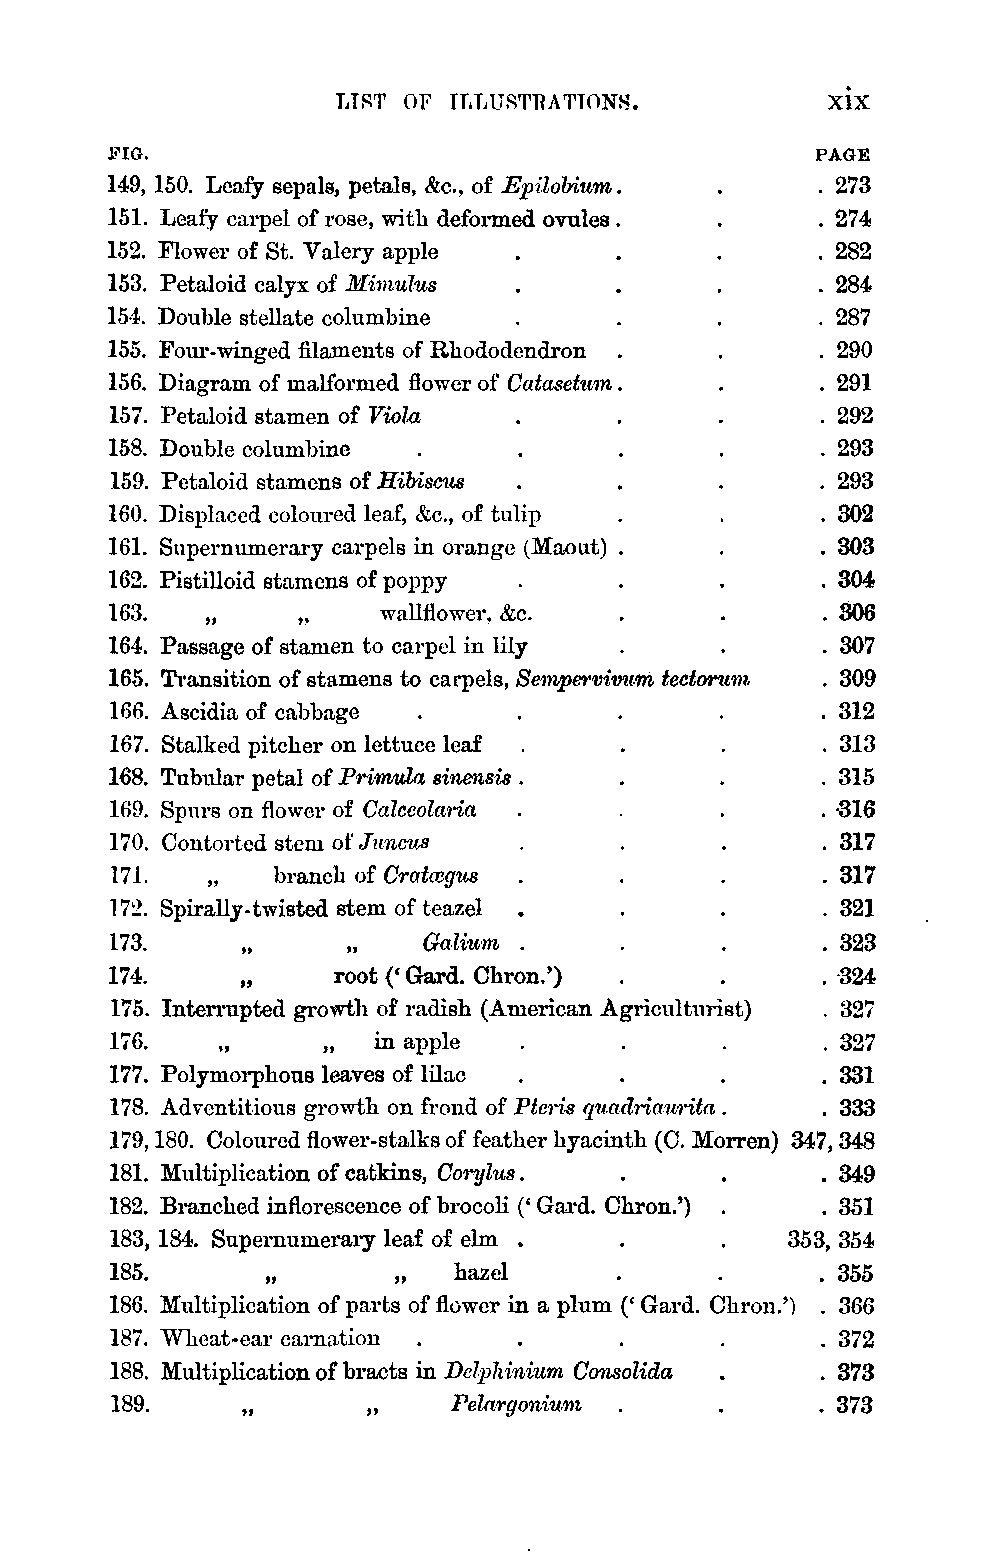 LIST OF ILLUSTRATIONS. xix
FIG. PAGE
149, 150. Leafy sepals, petals, &c., of Epilobium . . . 273
151. Leafy carpel of rose, with deformed ovules . . . 274
152. Flower of St. Valery apple . . . . 282
153. Petaloid calyx of Mimulus . . . . 284
154. Double stellate columbine . . . . 287
155. Four-winged filaments of Rhododendron . . . 290
156. Diagram of malformed flower of Catasetum . . . 291
157. Petaloid stamen of Viola . . . . 292
158. Double columbine . . . . . 293
159. Petaloid stamens of Hibiscus . . . . 293
160. Displaced coloured leaf, &c., of tulip . . . 302
161. Supernumerary carpels in orange (Maout) . . . 303
162. Pistilloid stamens of poppy . . . . 304
163. „ „ wallflower, &c. . . . 306
164. Passage of stamen to carpel in lily . . . 307
165. Transition of stamens to carpels, Sempervivum tectorum . 309
166. Ascidia of cabbage . . . . . 312
167. Stalked pitcher on lettuce leaf . . . . 313
168. Tubular petal of Primula sinensis . . . . 315
169. Spurs on flower of Calceolaria . . . . 316
170. Contorted stem of Juncus . . . . 317
171. „ branch of Cratægus . . . . 317
172. Spirally-twisted stem of teazel . . . . 321
173. „ „ Galium . . . . 323
174. „ root (‘Gard. Chron.’) . . . 324
175. Interrupted growth of radish (American Agriculturist) . 327
176. „ „ in apple . . . . 327
177. Polymorphous leaves of lilac . . . . 331
178. Adventitious growth on frond of Pteris quadriaurita . . 333
179, 180. Coloured flower-stalks of feather hyacinth (C. Morren) 347, 348
181. Multiplication of catkins, Corylus . . . . 349
182. Branched inflorescence of brocoli (‘Gard. Chron.’) . . 351
183, 184. Supernumerary leaf of elm . . . 353, 354
185. „ „ hazel . . . 355
186. Multiplication of parts of flower in a plum (‘Gard. Chron.’) . 366
187. Wheat-ear carnation . . . . . 372
188. Multiplication of bracts in Delphinium Consolida . . 373
189. „ „ Pelargonium . . . 373